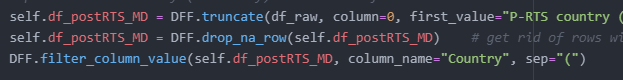 self.df_postRTS_MD = DFF.truncate(df_raw, column=0, first_value="P-RTS country (
self.df_postRTS_MD = DFF.drop_na_row(self.df_postRTS_MD)    # get rid of rows wi
DFF.filter_column_value(self.df_postRTS_MD, column_name="Country", sep="(")